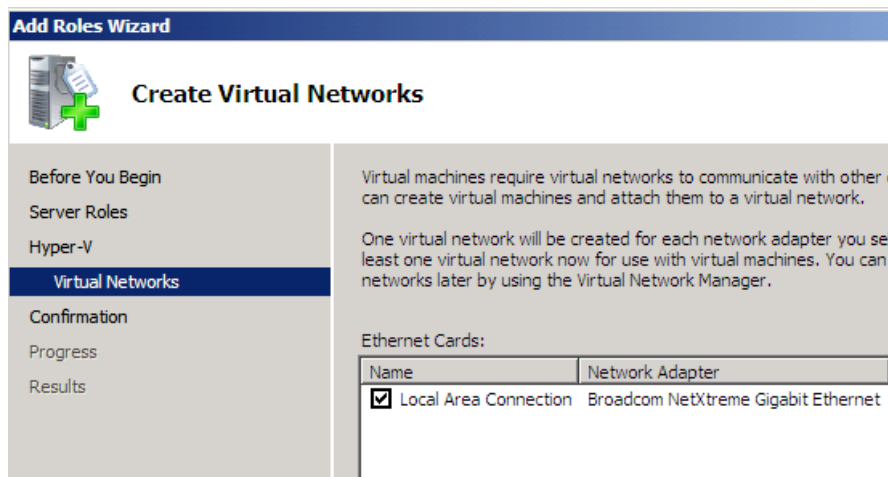 Add Roles Wizard
Create Virtual Networks
Before You Begin
Server Roles
Hyper-V
Virtual Networks
Confirmation
Progress
Results
Virtual machines require virtual networks to communicate with other
can create virtual machines and attach them to a virtual network.
One virtual network will be created for each network adapter you se
least one virtual network now for use with virtual machines. You can
networks later by using the Virtual Network Manager.
Ethernet Cards:
Name Network Adapter
Local Area Connection Broadcom NetXtreme Gigabit Ethernet